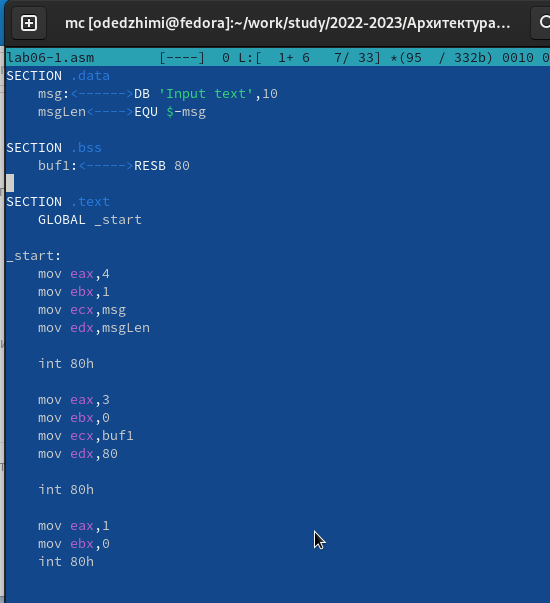 mc [odedzhimi@fedora]:~/work/study/2022-2023/Архитектура...
lab06-1.asm [----] 0 L:[ 1+ 6 7/ 33] *(95 / 332b) 0010 0
SECTION .data
msg:<------>DB 'Input text',10
msgLen<---->EQU $-msg
SECTION .bss
buf1:<----->RESB 80
SECTION .text
GLOBAL _start
_start:
mov eax,4
mov ebx,1
mov ecx,msg
mov edx,msgLen
int 80h
mov eax,3
mov ebx,0
mov ecx,buf1
mov edx,80
int 80h
mov eax,1
mov ebx,0
int 80h